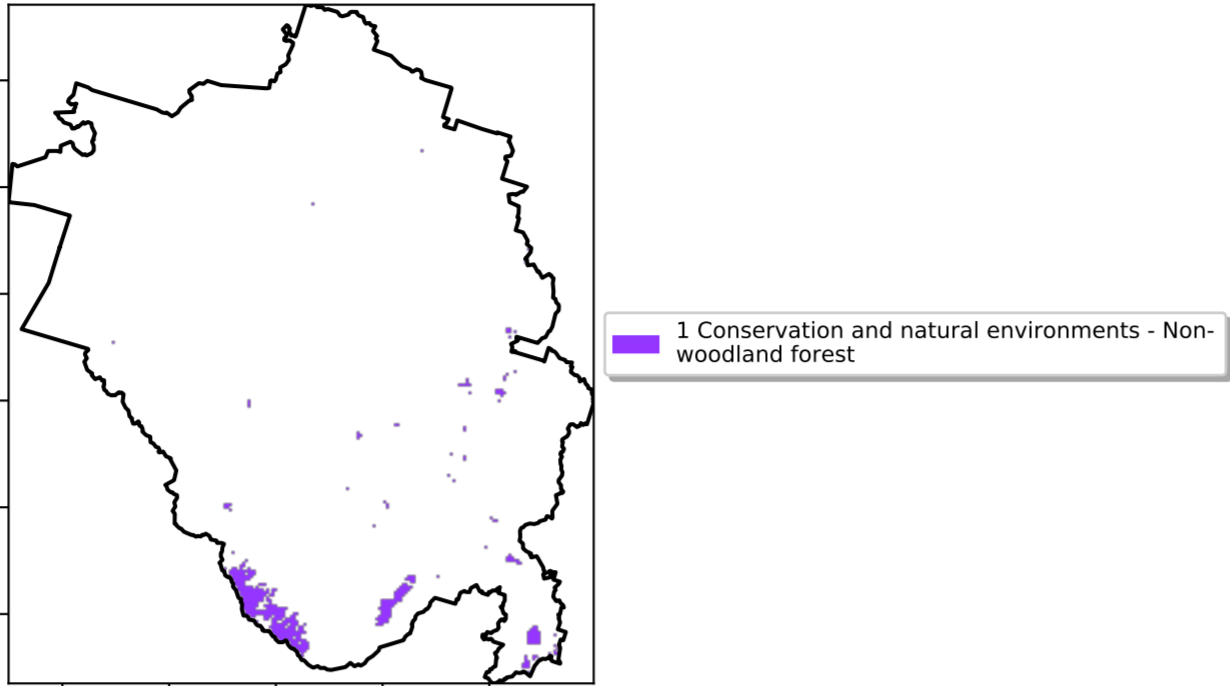 1 Conservation and natural environments - Non-
woodland forest